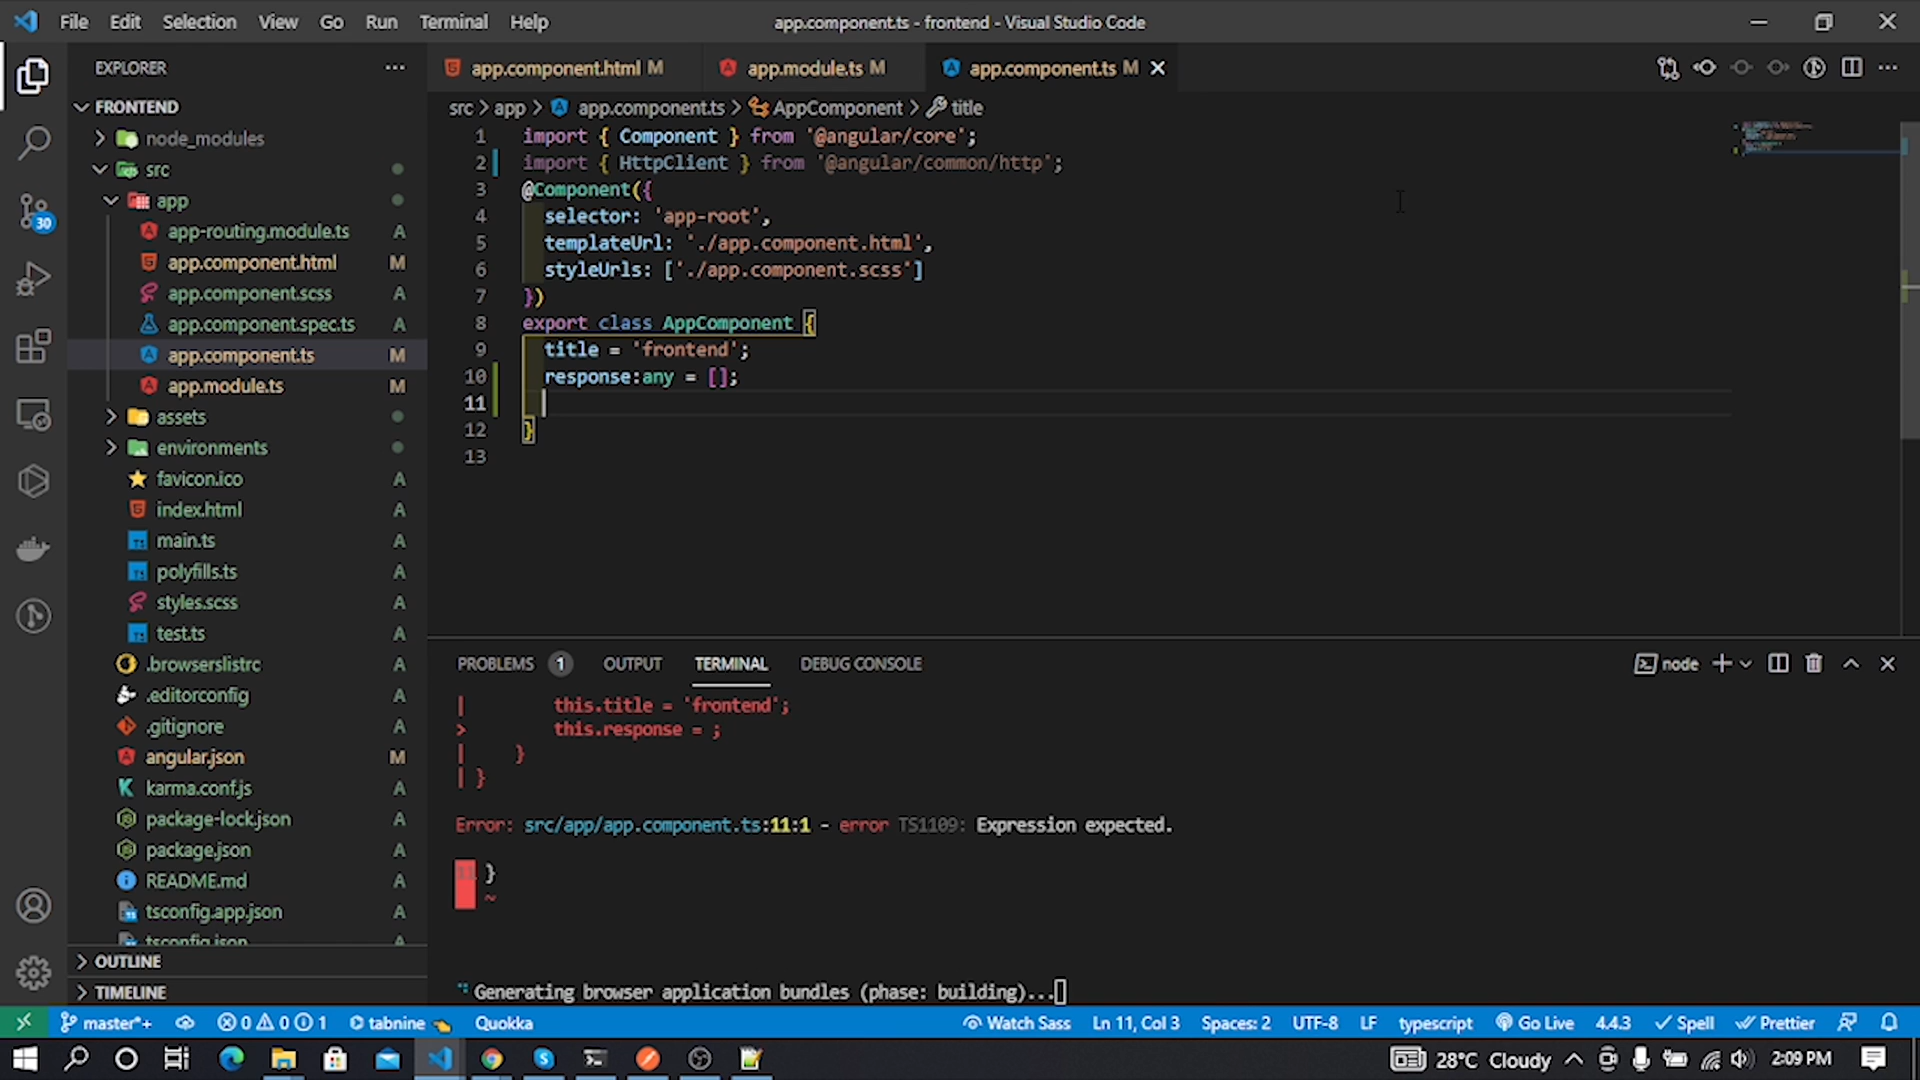 File Edit Selection View Go Run Terminal Help
app.component.ts - frontend - Visual Studio Code
EXPLORER
FRONTEND
node_modules
src
app
app-routing.module.ts A
app.component.html M
app.component.scss A
app.component.spec.ts A
app.component.ts M
app.module.ts M
assets
environments
favicon.ico A
index.html A
main.ts A
polyfills.ts A
styles.scss A
test.ts A
.browserslistrc A
.editorconfig A
.gitignore A
angular.json M
karma.conf.js A
package-lock.json A
package.json A
README.md A
tsconfig.app.json A
tsconfig.json A
OUTLINE
TIMELINE
30
app.component.html M app.module.ts M app.component.ts M
src > app > app.component.ts > AppComponent > title
1 import { Component } from '@angular/core';
2 import { HttpClient } from '@angular/common/http';
3 @Component({
4 selector: 'app-root',
5 templateUrl: './app.component.html',
6 styleUrls: ['./app.component.scss']
7 })
8 export class AppComponent {
9 title = 'frontend';
10 response:any = [];
11
12 }
13
PROBLEMS 1 OUTPUT TERMINAL DEBUG CONSOLE
node
| this.title = 'frontend';
> this.response = ;
| }
| }
Error: src/app/app.component.ts:11:1 - error TS1109: Expression expected.
11 }
~
Generating browser application bundles (phase: building)...
master*+ 0 0 1 tabnine Quokka
Watch Sass Ln 11, Col 3 Spaces: 2 UTF-8 LF typescript Go Live 4.4.3 Spell Prettier
28°C Cloudy 2:09 PM